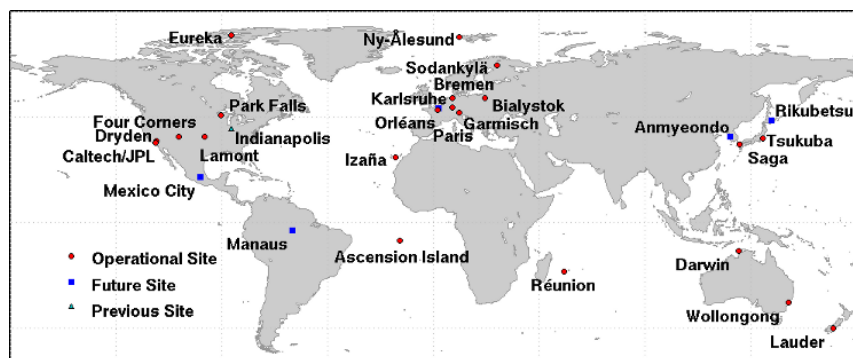 Eureka
Ny-Ålesund
Sodankylä
Bremen
Karlsruhe
Bialystok
Park Falls
Rikubetsu
Four Corners
Orléans
Garmisch
Anmyeondo
Dryden
Indianapolis
Paris
Tsukuba
Caltech/JPL
Lamont
Izaña
Saga
Mexico City
Manaus
Ascension Island
Operational Site
Darwin
Future Site
Réunion
Previous Site
Wollongong
Lauder